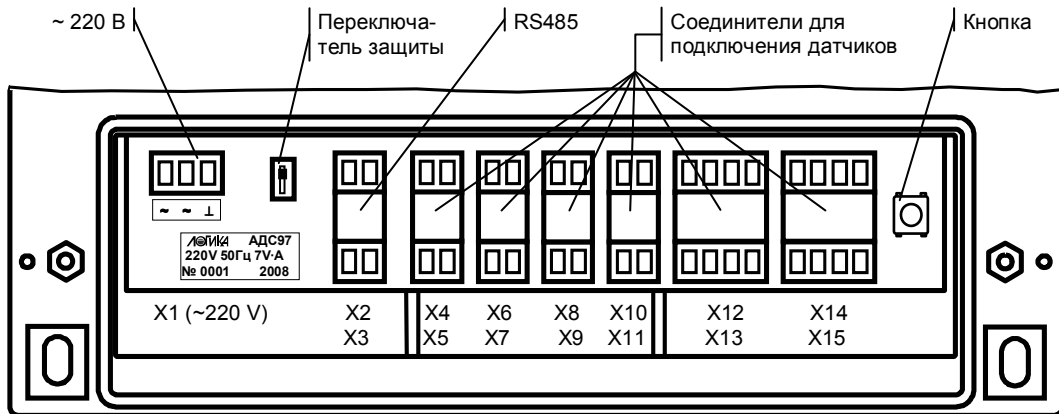 ~ 220 В
Переключа-
тель защиты
RS485
Соединители для
подключения датчиков
Кнопка
~ ~ ⊥
ЛОГИКА АДС97
220V 50Гц 7V·A
№ 0001 2008
X1 (~220 V)
X2 X4 X6 X8 X10 X12 X14
X3 X5 X7 X9 X11 X13 X15